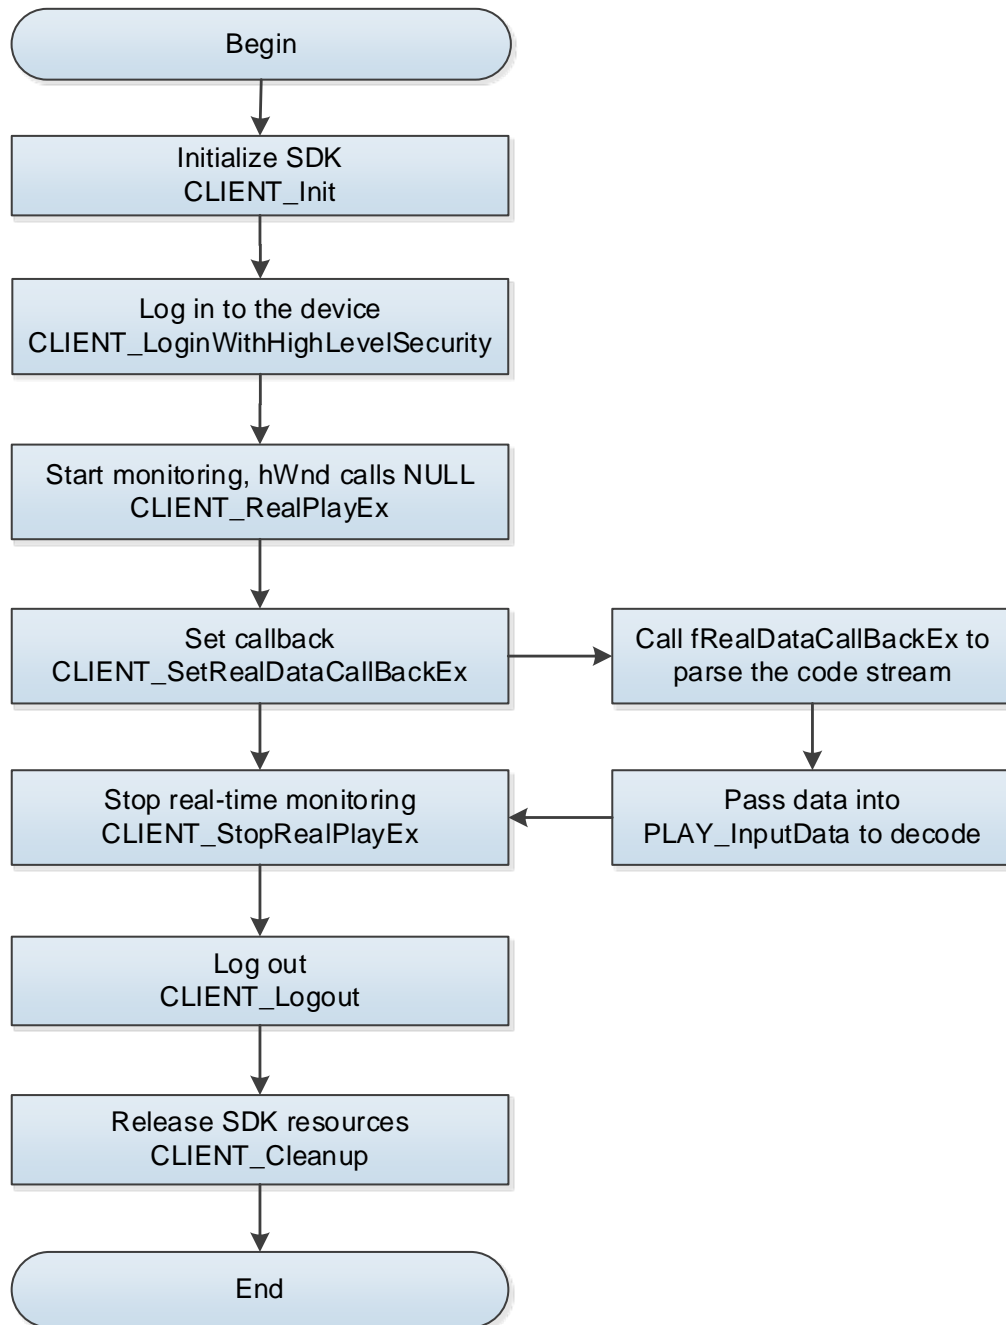 Begin
Initialize SDK
CLIENT_Init
Log in to the device
CLIENT_LoginWithHighLevelSecurity
Start monitoring, hWnd calls NULL
CLIENT_RealPlayEx
Set callback
CLIENT_SetRealDataCallBackEx
Call fRealDataCallBackEx to
parse the code stream
Stop real-time monitoring
CLIENT_StopRealPlayEx
Pass data into
PLAY_InputData to decode
Log out
CLIENT_Logout
Release SDK resources
CLIENT_Cleanup
End